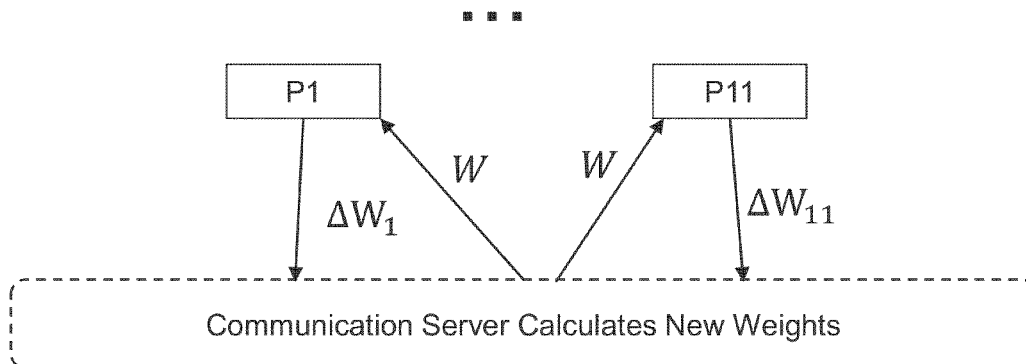 ...
P1 P11
W W
ΔW₁ ΔW₁₁
Communication Server Calculates New Weights